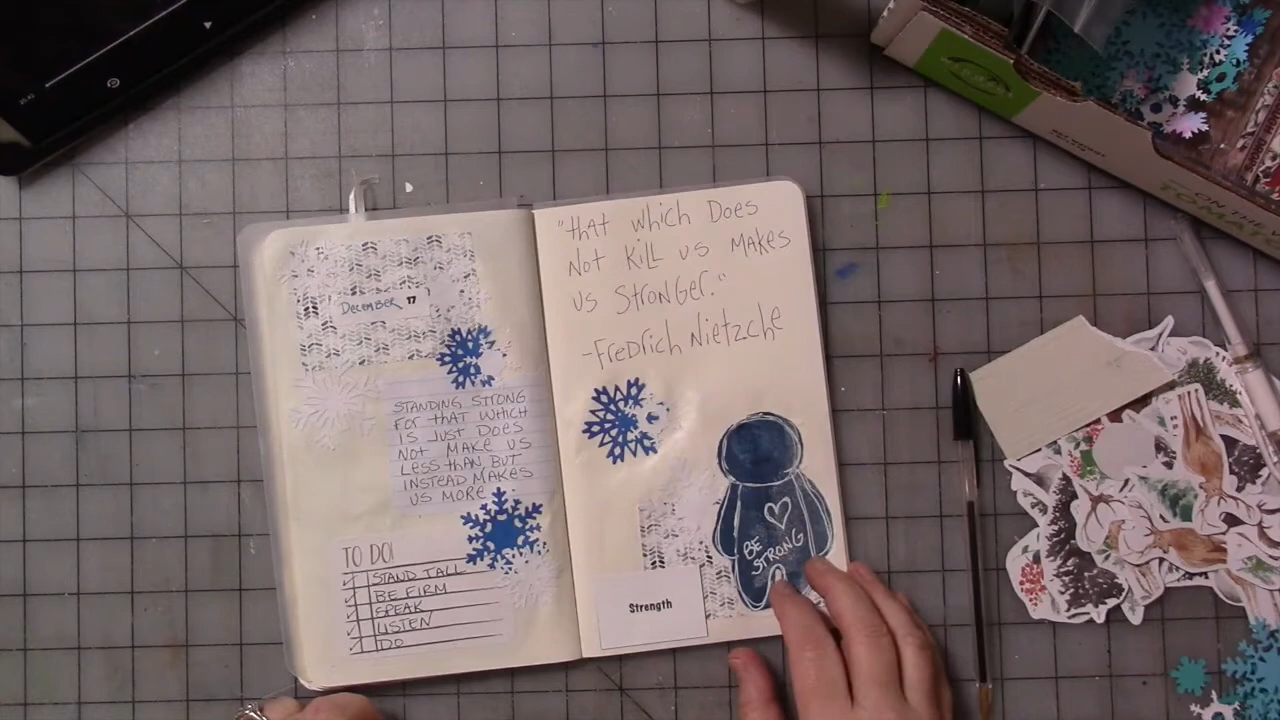 December 17
STANDING STRONG
FOR THAT WHICH
IS JUST DOES
NOT MAKE US
LESS THAN BUT
INSTEAD MAKES
US MORE
TO DO!
STAND TALL
BE FIRM
SPEAK
LISTEN
DO
"that which Does
Not Kill us makes
us Stronger."
-Fredrich Nietzche
BE
STRONG
Strength